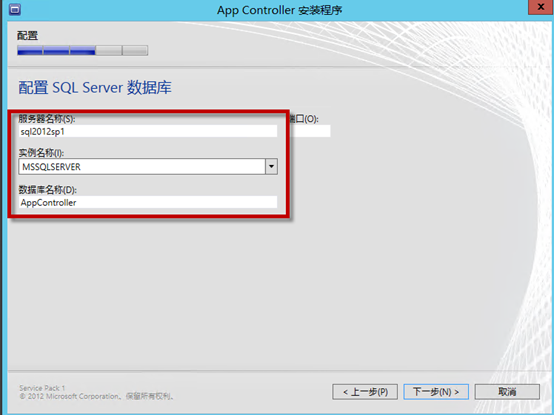 App Controller 安装程序
x
配置
配置 SQL Server 数据库
服务器名称(S):
端口(O):
sql2012sp1
实例名称(I):
MSSQLSERVER
数据库名称(D):
AppController
Service Pack 1
© 2012 Microsoft Corporation。保留所有权利。
< 上一步(P)
下一步(N) >
取消